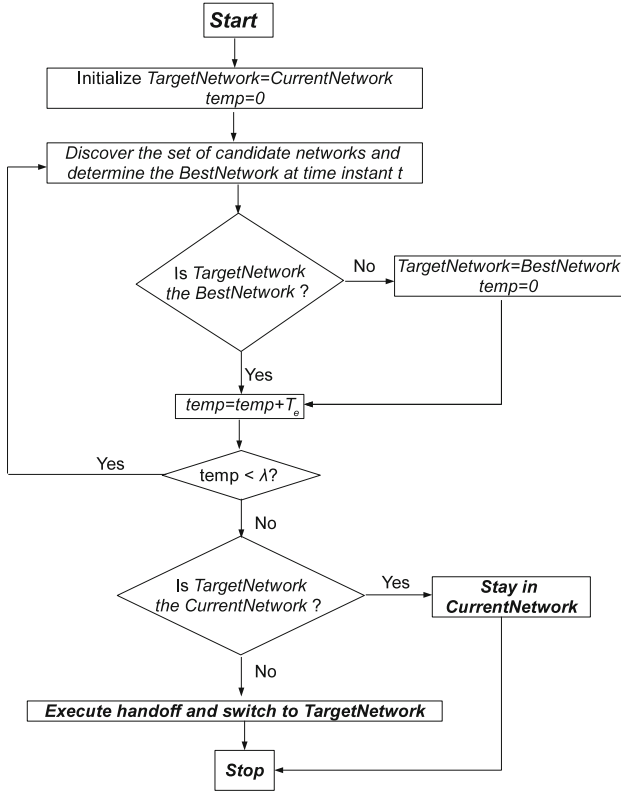 Start
Initialize TargetNetwork=CurrentNetwork
temp=0
Discover the set of candidate networks and
determine the BestNetwork at time instant t
Is TargetNetwork
the BestNetwork ?
No
TargetNetwork=BestNetwork
temp=0
Yes
temp=temp+Te
Yes
temp < λ?
No
Is TargetNetwork
the CurrentNetwork ?
Yes
Stay in
CurrentNetwork
No
Execute handoff and switch to TargetNetwork
Stop